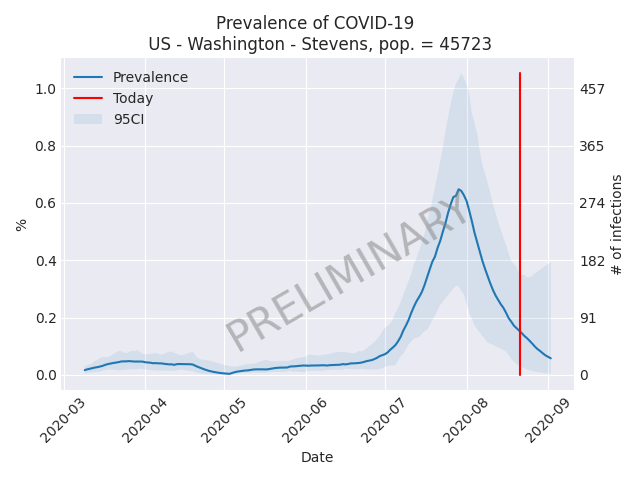 Prevalence of COVID-19
US - Washington - Stevens, pop. = 45723
Prevalence
Today
95CI
PRELIMINARY
%
1.0
0.8
0.6
0.4
0.2
0.0
457
365
274
182
91
0
# of infections
2020-03
2020-04
2020-05
2020-06
2020-07
2020-08
2020-09
Date